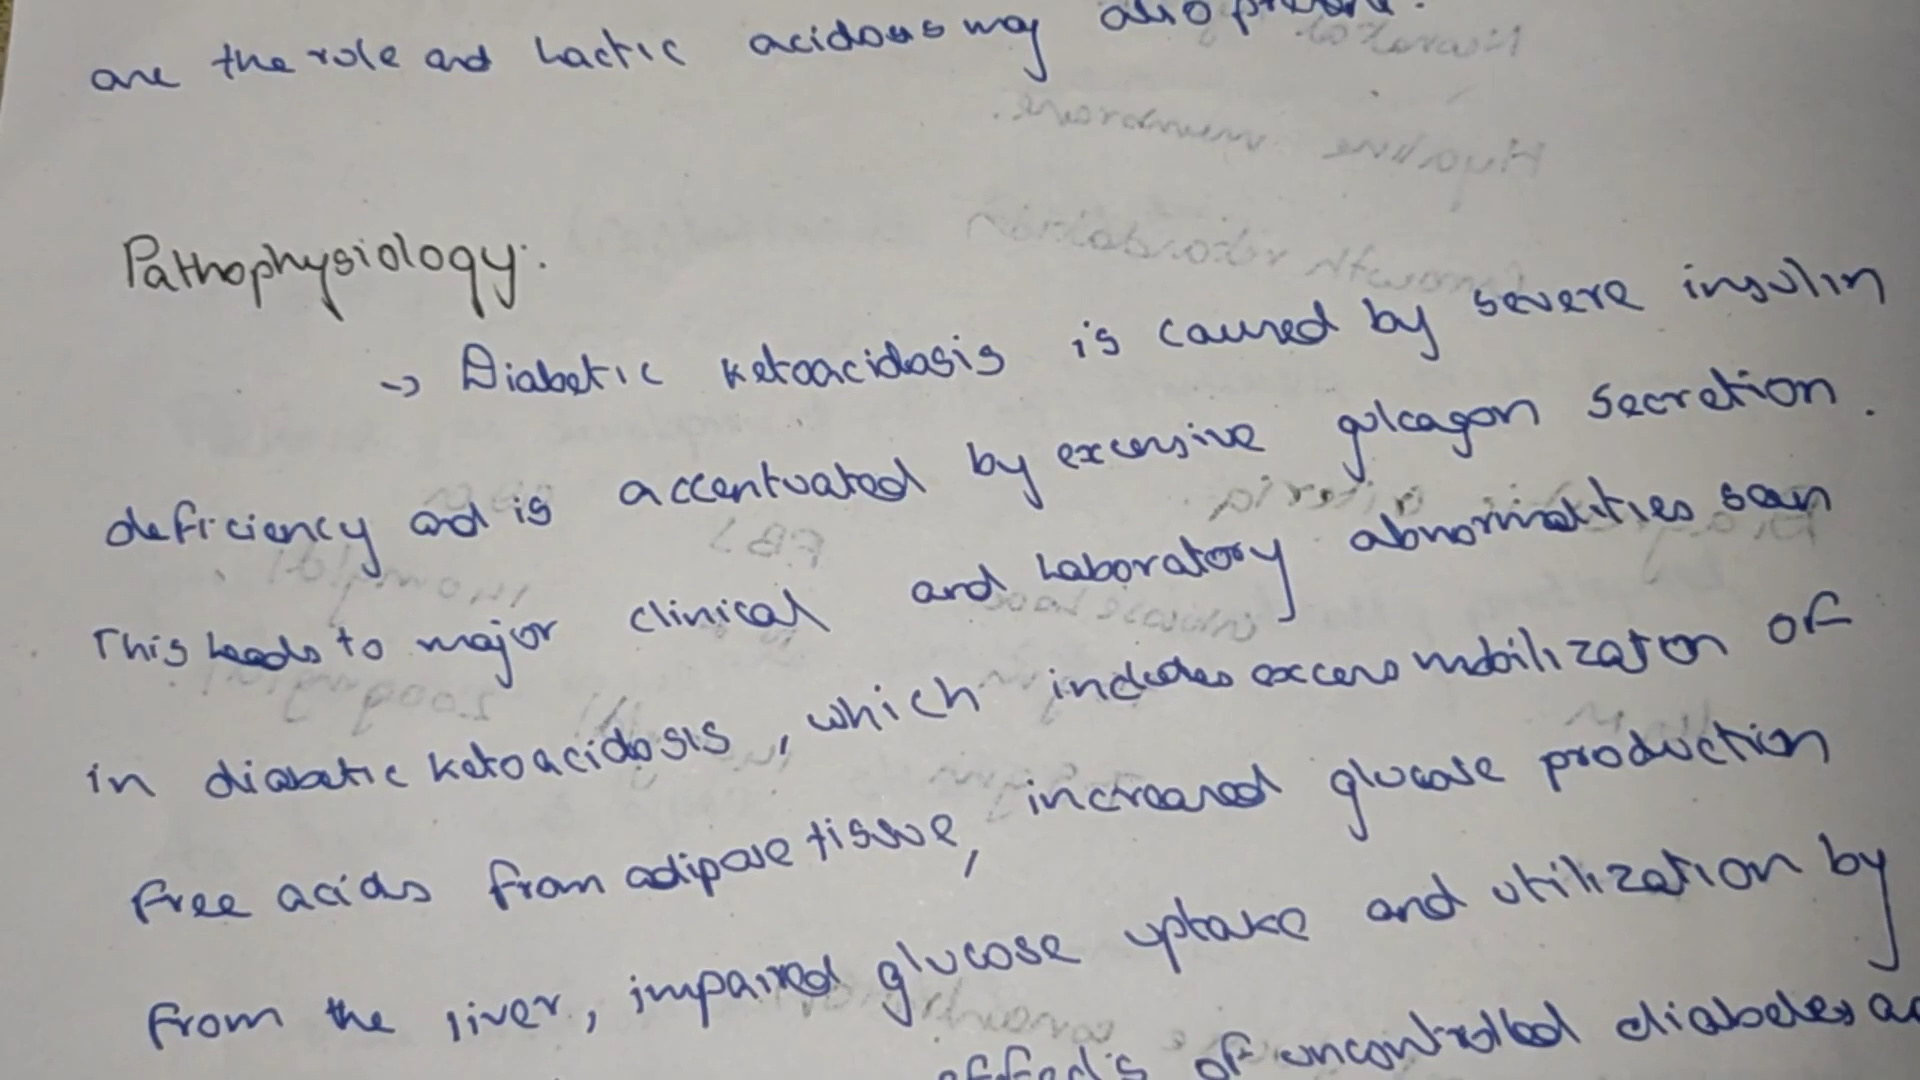 are the role and Lactic acidosis may also present.
Pathophysiology:
→ Diabetic ketoacidosis is caused by severe insulin
deficiency and is accentuated by excessive gulcagon secretion.
This leads to major clinical and Laboratory abnormalities seen
in diabetic ketoacidosis, which includes excess mobilization of
free acids from adipose tissue, increased glucose production
from the liver, impaired glucose uptake and utilization by
effects of uncontrolled diabetes